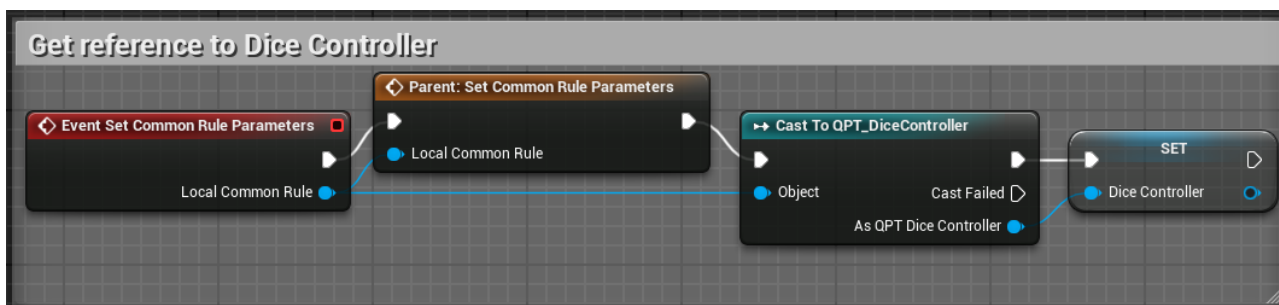 Get reference to Dice Controller
Event Set Common Rule Parameters
Local Common Rule
Parent: Set Common Rule Parameters
Local Common Rule
Cast To QPT_DiceController
Object
Cast Failed
As QPT Dice Controller
SET
Dice Controller